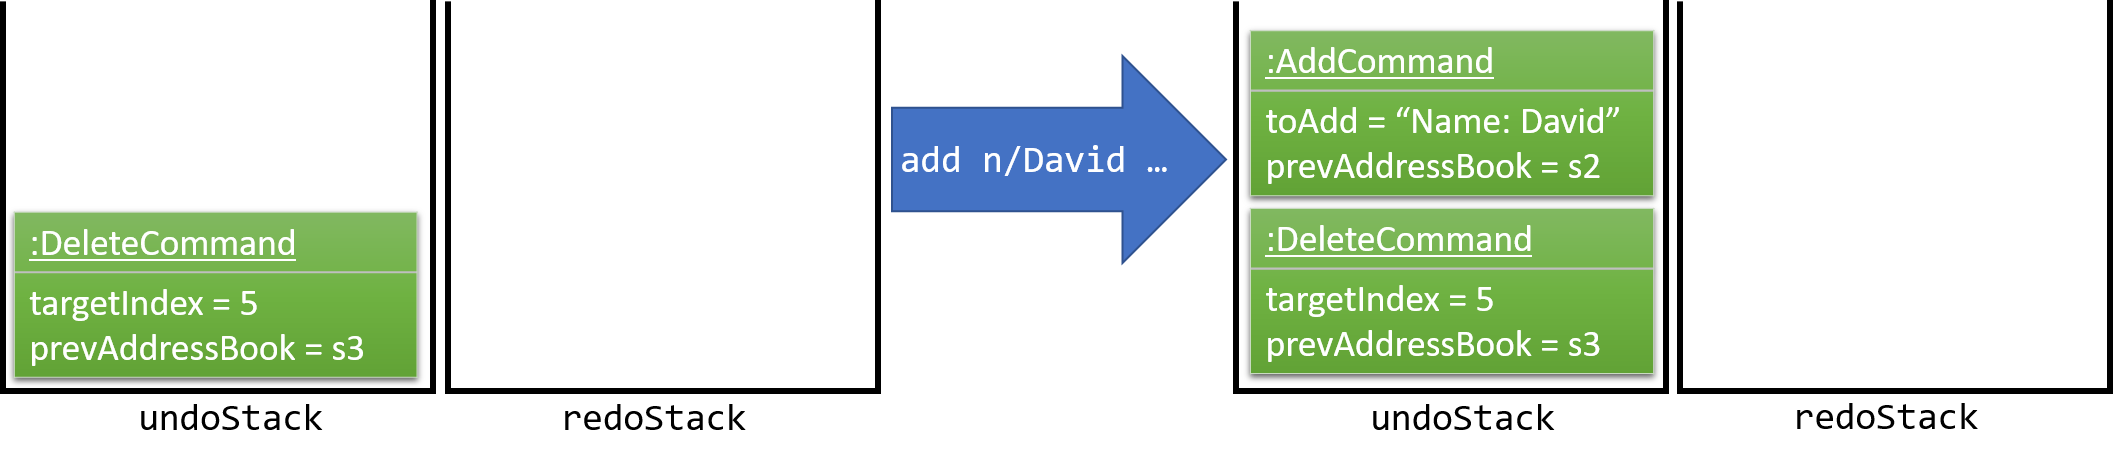 :DeleteCommand
targetIndex = 5
prevAddressBook = s3
undoStack
redoStack
add n/David …
:AddCommand
toAdd = “Name: David”
prevAddressBook = s2
:DeleteCommand
targetIndex = 5
prevAddressBook = s3
undoStack
redoStack